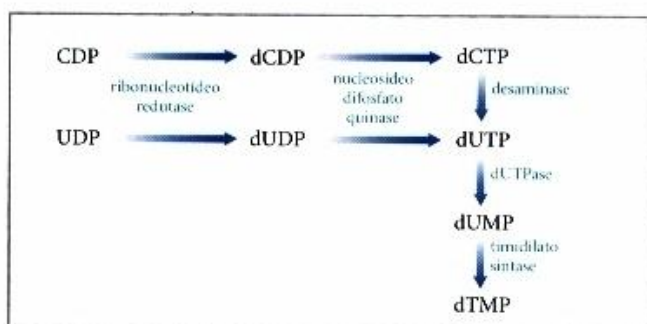 CDP dCDP dCTP
ribonucleotídeo
redutase
nucleosídeo
difosfato
quinase
desaminase
UDP dUDP dUTP
dUTPase
dUMP
timidilato
sintase
dTMP